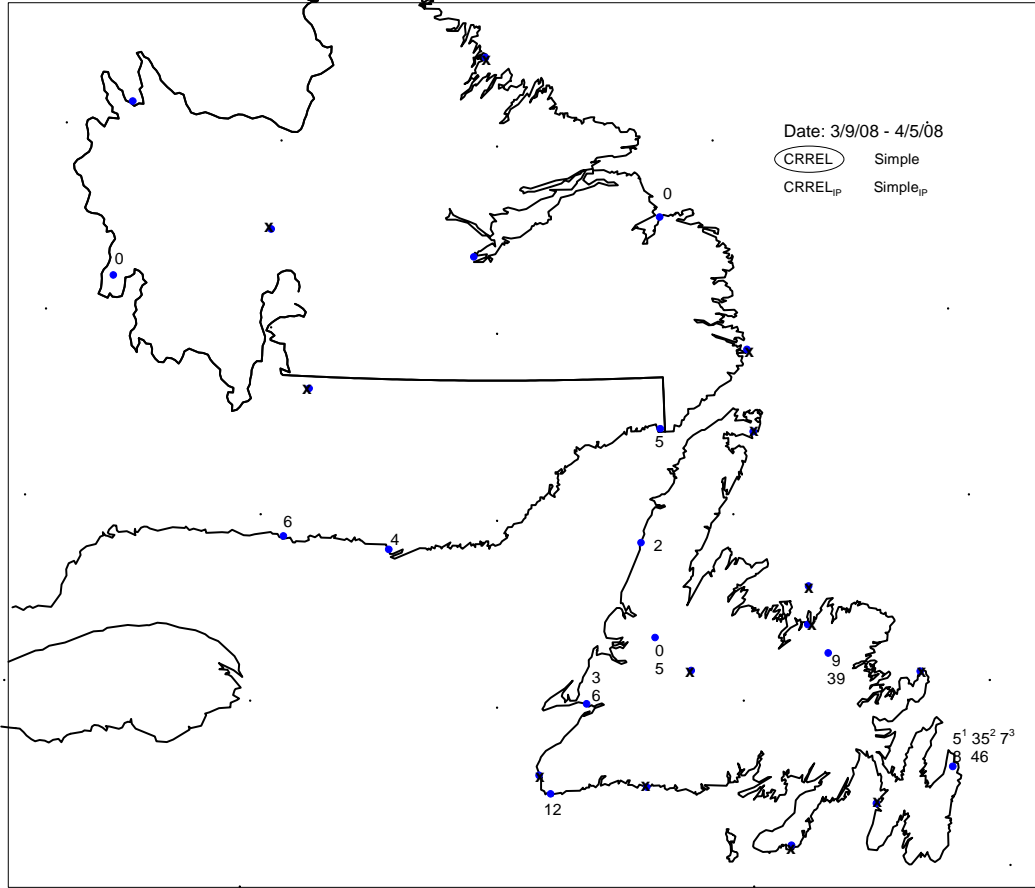 Date: 3/9/08 - 4/5/08
CRREL Simple
CRREL_IP Simple_IP
x
0
x
0
x
x
x
5
x
6
4
2
x
x
0
5
x
9
39
x
3
6
5¹ 35² 7³
8 46
x
x
12
x
x